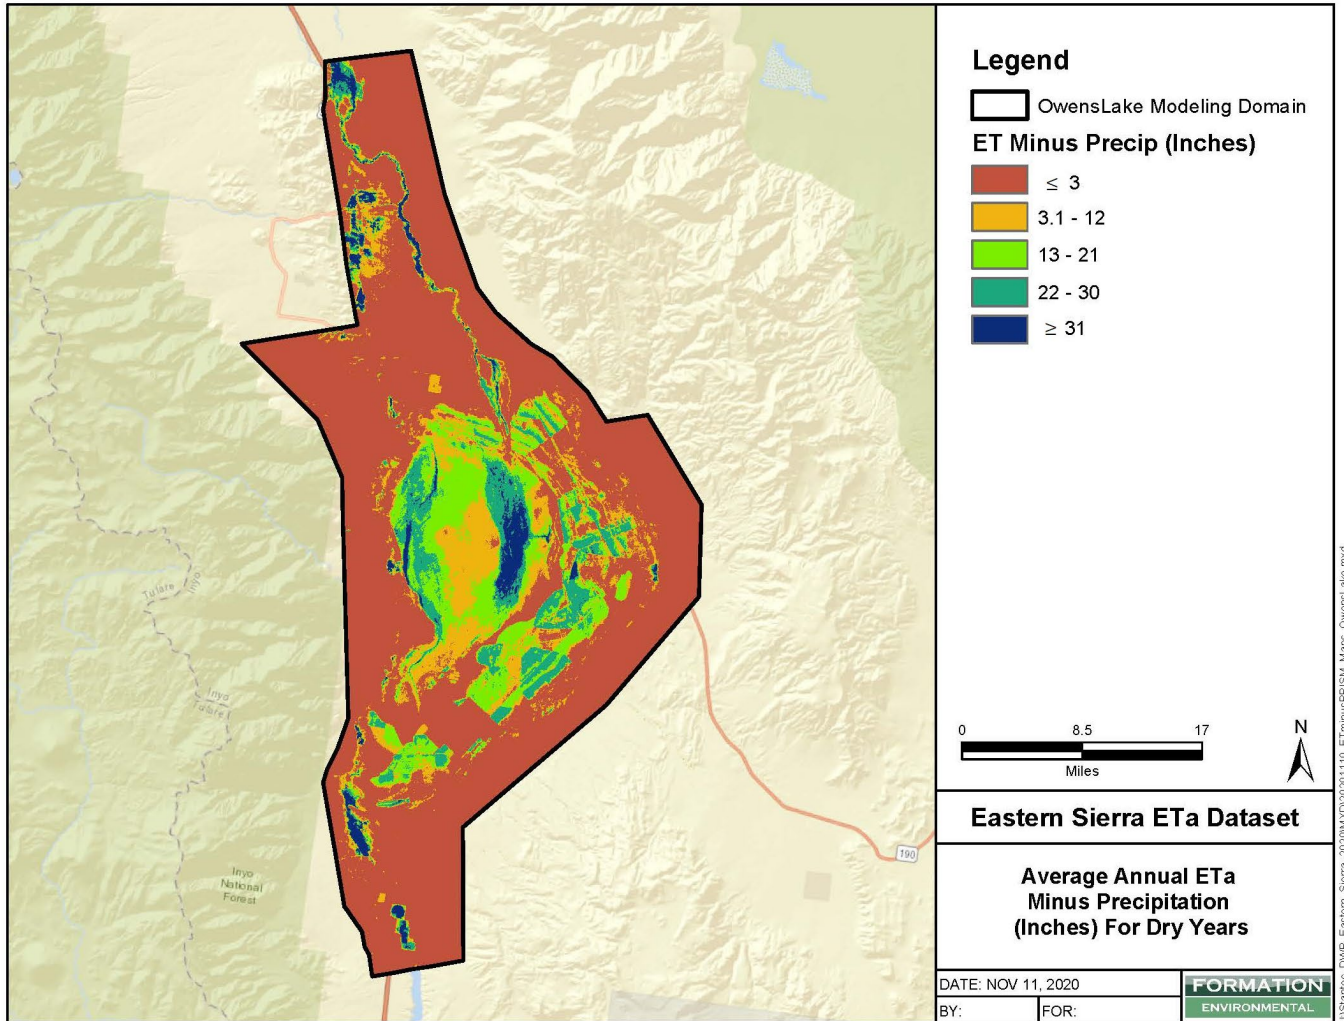 Legend
OwensLake Modeling Domain
ET Minus Precip (Inches)
≤ 3
3.1 - 12
13 - 21
22 - 30
≥ 31
0 8.5 17
Miles
N
Eastern Sierra ETa Dataset
Average Annual ETa
Minus Precipitation
(Inches) For Dry Years
DATE: NOV 11, 2020
BY: FOR:
FORMATION
ENVIRONMENTAL
Tulare
Inyo
Inyo
Tulare
Inyo
National
Forest
190